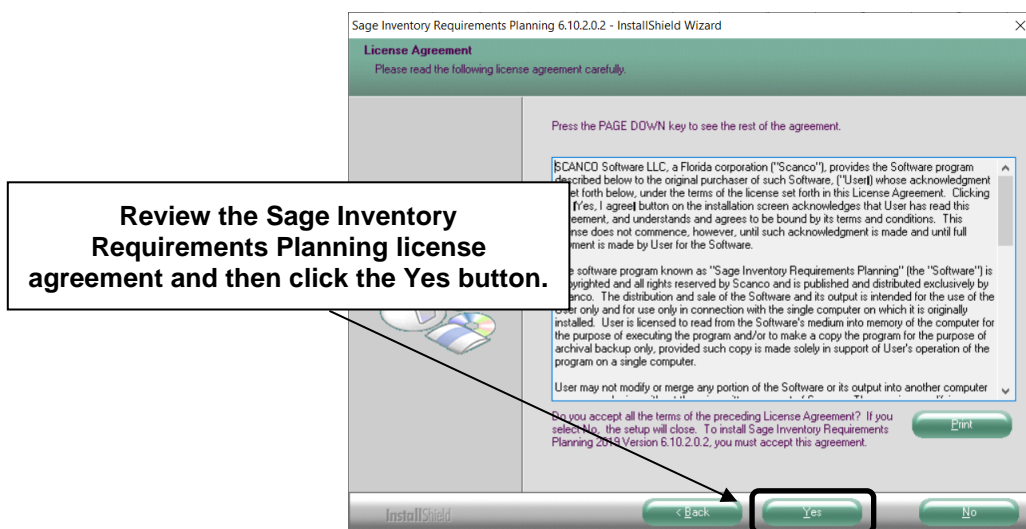 Sage Inventory Requirements Planning 6.10.2.0.2 - InstallShield Wizard
License Agreement
Please read the following license agreement carefully.
Press the PAGE DOWN key to see the rest of the agreement.
SCANCO Software LLC, a Florida corporation ("Scanco"), provides the Software program
described below to the original purchaser of such Software, ("User|) whose acknowledgment
et forth below, under the terms of the license set forth in this License Agreement. Clicking
|Yes, I agree| button on the installation screen acknowledges that User has read this
eement, and understands and agrees to be bound by its terms and conditions. This
nse does not commence, however, until such acknowledgment is made and until full
ment is made by User for the Software.
Review the Sage Inventory
Requirements Planning license
agreement and then click the Yes button.
e software program known as "Sage Inventory Requirements Planning" (the "Software") is
yrighted and all rights reserved by Scanco and is published and distributed exclusively by
anco. The distribution and sale of the Software and its output is intended for the use of the
User only and for use only in connection with the single computer on which it is originally
installed. User is licensed to read from the Software's medium into memory of the computer for
the purpose of executing the program and/or to make a copy the program for the purpose of
archival backup only, provided such copy is made solely in support of User's operation of the
program on a single computer.
User may not modify or merge any portion of the Software or its output into another computer
Do you accept all the terms of the preceding License Agreement? If you
select No, the setup will close. To install Sage Inventory Requirements
Planning 2019 Version 6.10.2.0.2, you must accept this agreement.
Print
InstallShield
< Back
Yes
No